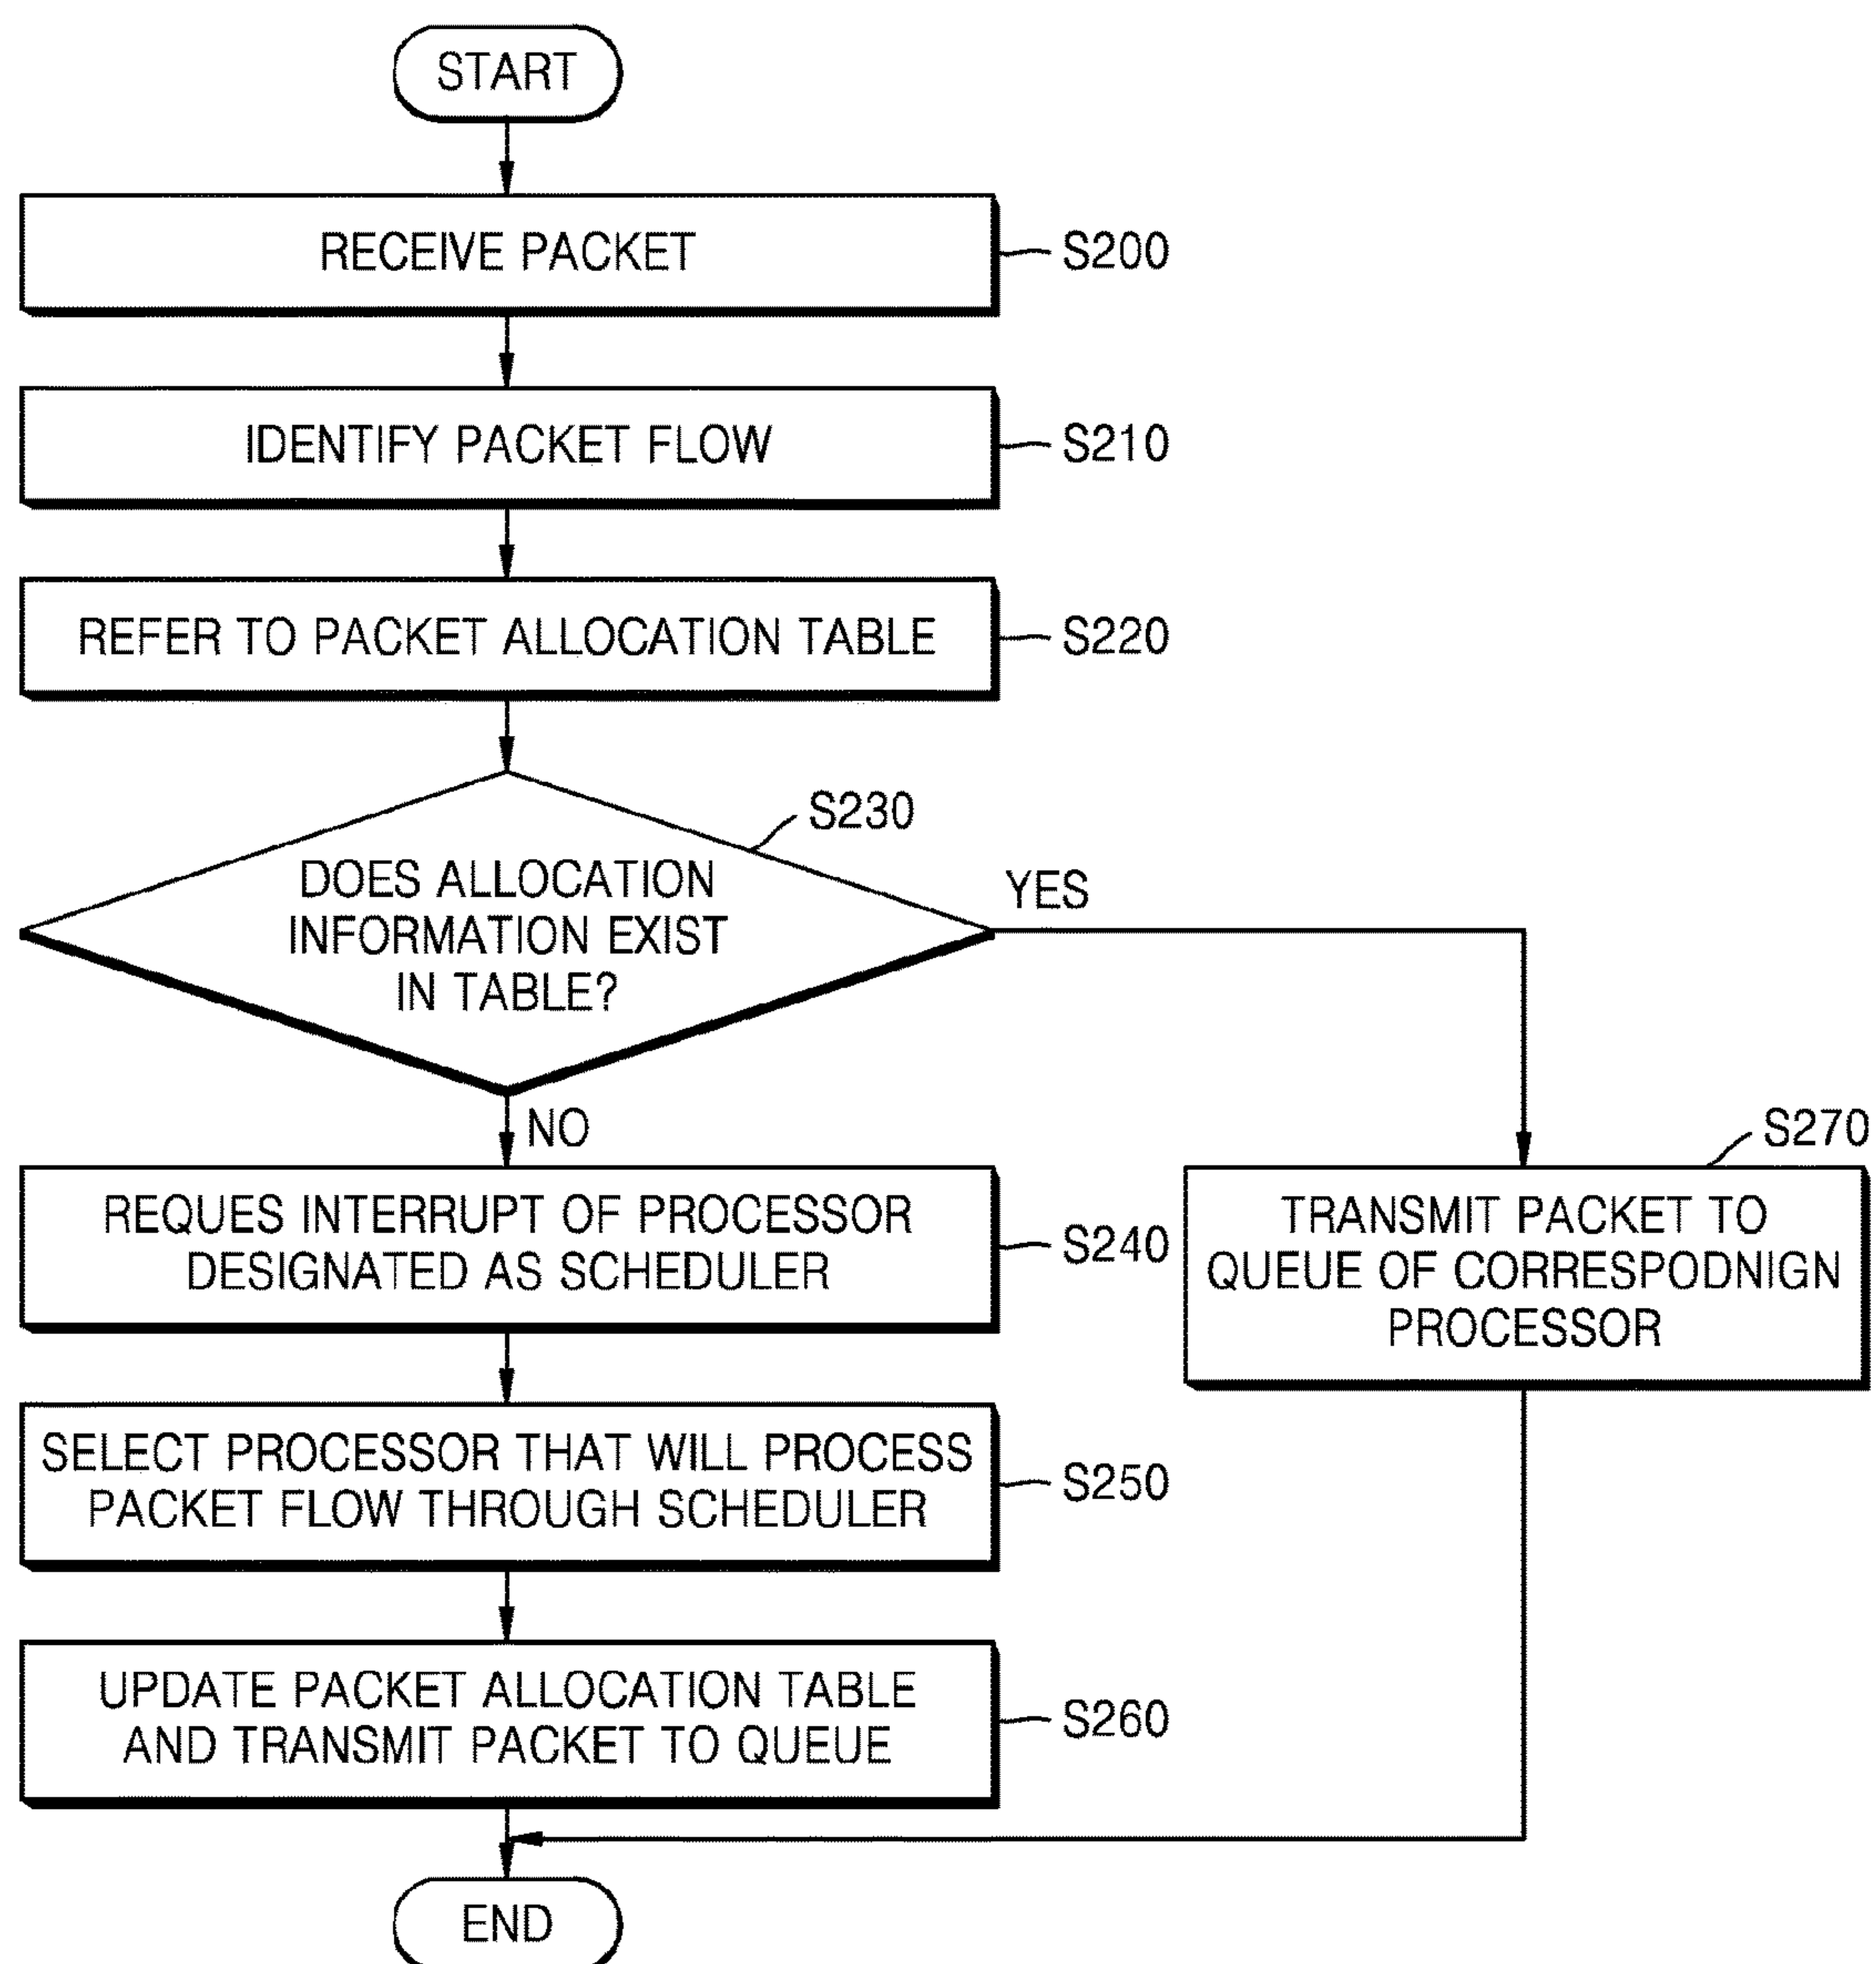 START
RECEIVE PACKET
S200
IDENTIFY PACKET FLOW
S210
REFER TO PACKET ALLOCATION TABLE
S220
S230
DOES ALLOCATION
INFORMATION EXIST
IN TABLE?
YES
NO
REQUES INTERRUPT OF PROCESSOR
DESIGNATED AS SCHEDULER
S240
S270
TRANSMIT PACKET TO
QUEUE OF CORRESPODNIGN
PROCESSOR
SELECT PROCESSOR THAT WILL PROCESS
PACKET FLOW THROUGH SCHEDULER
S250
UPDATE PACKET ALLOCATION TABLE
AND TRANSMIT PACKET TO QUEUE
S260
END